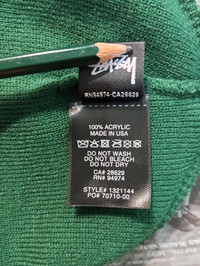 STÜSSY
RN94974-CA28629
100% ACRYLIC
MADE IN USA
DO NOT WASH
DO NOT BLEACH
DO NOT DRY
CA# 28629
RN# 94974
STYLE# 1321144
PO# 70710-00